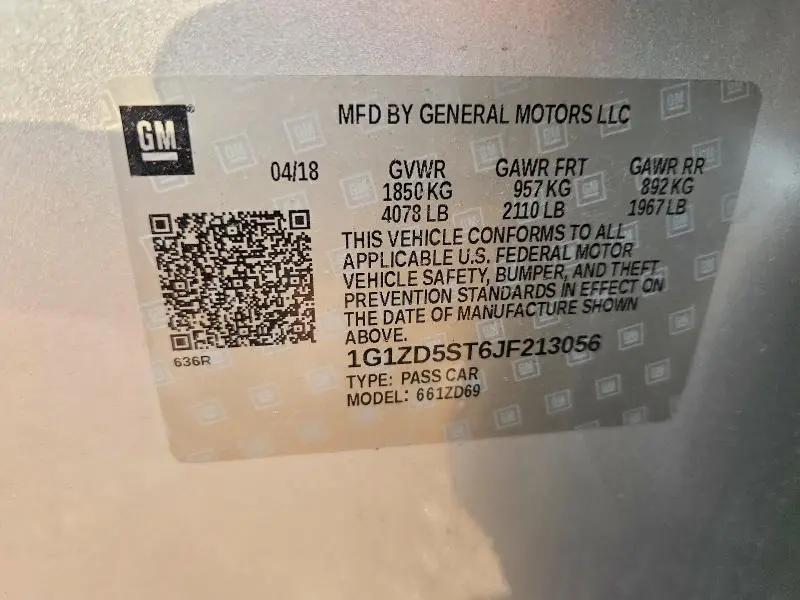 GM
MFD BY GENERAL MOTORS LLC
04/18 GVWR GAWR FRT GAWR RR
1850 KG 957 KG 892 KG
4078 LB 2110 LB 1967 LB
THIS VEHICLE CONFORMS TO ALL
APPLICABLE U.S. FEDERAL MOTOR
VEHICLE SAFETY, BUMPER, AND THEFT
PREVENTION STANDARDS IN EFFECT ON
THE DATE OF MANUFACTURE SHOWN
ABOVE.
636R
1G1ZD5ST6JF213056
TYPE: PASS CAR
MODEL: 661ZD69